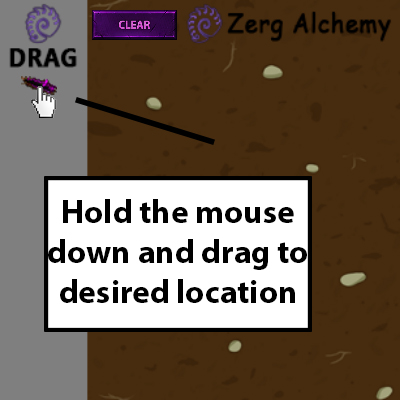 DRAG
CLEAR
Zerg Alchemy
Hold the mouse
down and drag to
desired location